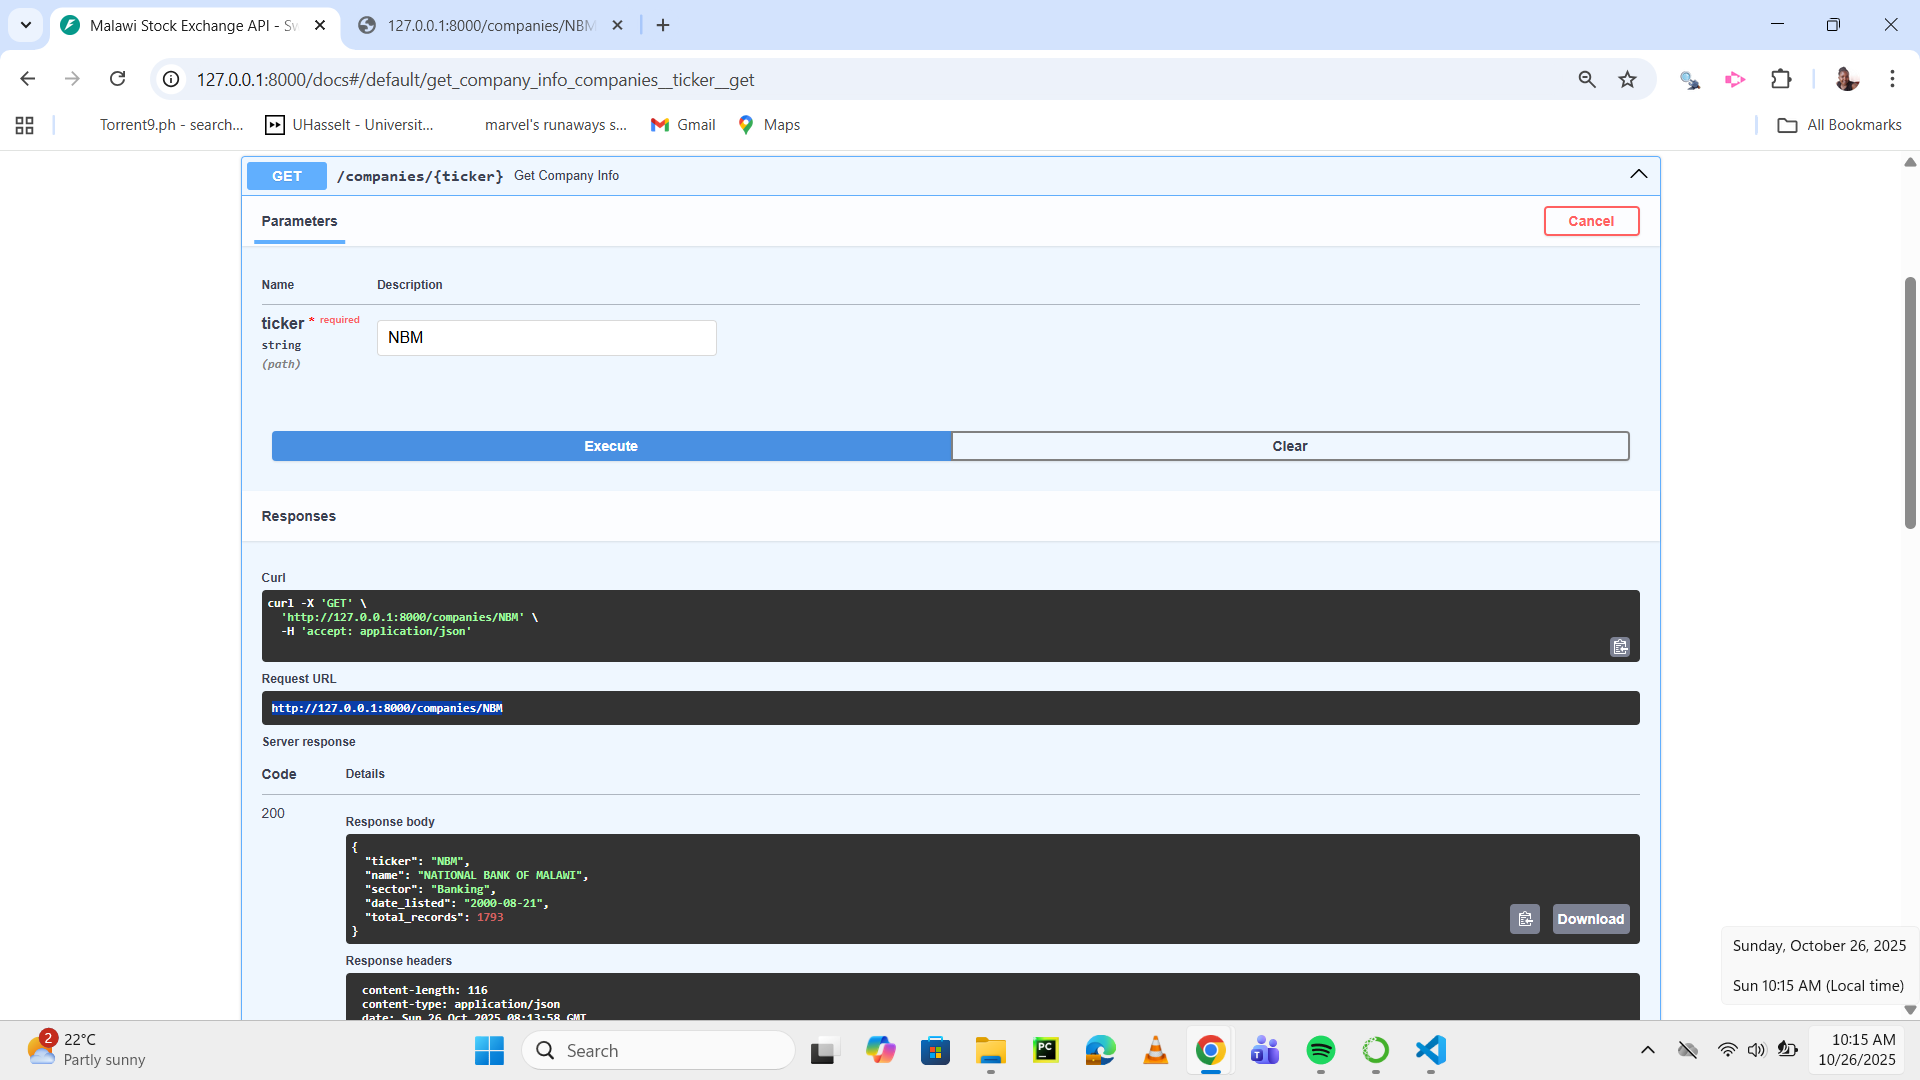 Malawi Stock Exchange API - Sw
127.0.0.1:8000/companies/NBM
127.0.0.1:8000/docs#/default/get_company_info_companies__ticker__get
Torrent9.ph - search...
UHasselt - Universit...
marvel's runaways s...
Gmail
Maps
All Bookmarks
GET /companies/{ticker} Get Company Info
Parameters
Cancel
Name Description
ticker * required
string
(path)
NBM
Execute
Clear
Responses
Curl
curl -X 'GET' \
'http://127.0.0.1:8000/companies/NBM' \
-H 'accept: application/json'
Request URL
http://127.0.0.1:8000/companies/NBM
Server response
Code Details
200
Response body
{
"ticker": "NBM",
"name": "NATIONAL BANK OF MALAWI",
"sector": "Banking",
"date_listed": "2000-08-21",
"total_records": 1793
}
Download
Response headers
content-length: 116
content-type: application/json
date: Sun,26 Oct 2025 08:13:58 GMT
Sunday, October 26, 2025
Sun 10:15 AM (Local time)
2
22°C
Partly sunny
Search
PC
T
10:15 AM
10/26/2025